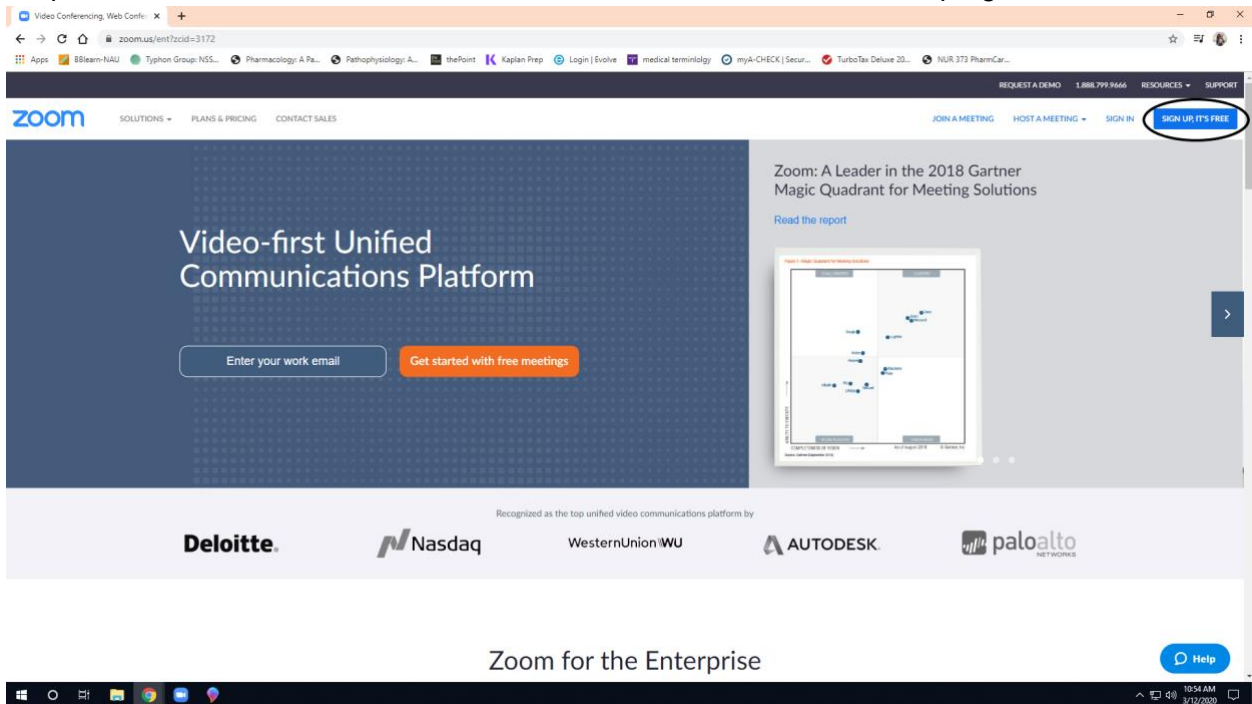 Video Conferencing, Web Confe
zoom.us/ent?zcid=3172
Apps BBlearn-NAU Typhon Group: NSS... Pharmacology: A Pa... Pathophysiology: A... thePoint Kaplan Prep Login | Evolve medical terminlolgy myA-CHECK | Secur... TurboTax Deluxe 20... NUR 373 PharmCar...
REQUEST A DEMO 1.888.799.9666 RESOURCES SUPPORT
zoom SOLUTIONS PLANS & PRICING CONTACT SALES JOIN A MEETING HOST A MEETING SIGN IN SIGN UP, IT'S FREE
Zoom: A Leader in the 2018 Gartner
Magic Quadrant for Meeting Solutions
Read the report
Video-first Unified
Communications Platform
Enter your work email Get started with free meetings
Recognized as the top unified video communications platform by
Deloitte. Nasdaq WesternUnion WU AUTODESK. paloalto
NETWORKS
Zoom for the Enterprise
Help
10:54 AM
3/12/2020